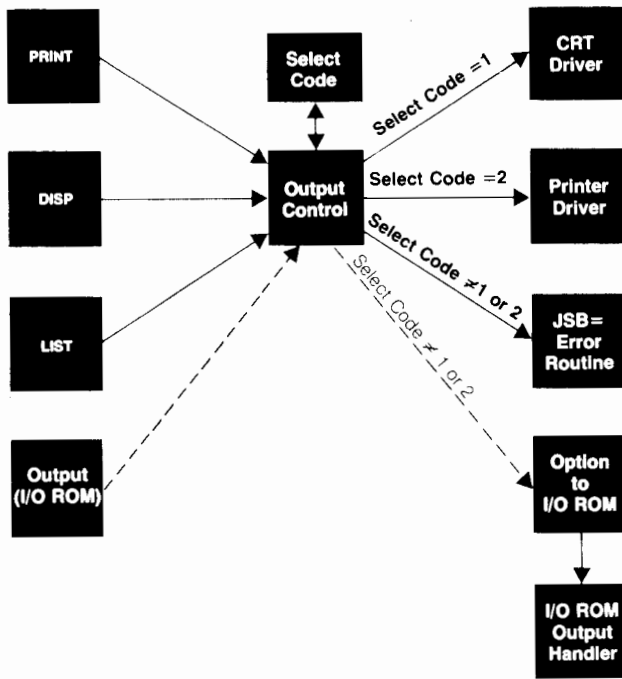 PRINT
Select
Code
CRT
Driver
Select Code =1
DISP
Output
Control
Select Code =2
Printer
Driver
Select Code ≠1 or 2
LIST
JSB=
Error
Routine
Select Code ≠ 1 or 2
Output
(I/O ROM)
Option
to
I/O ROM
I/O ROM
Output
Handler